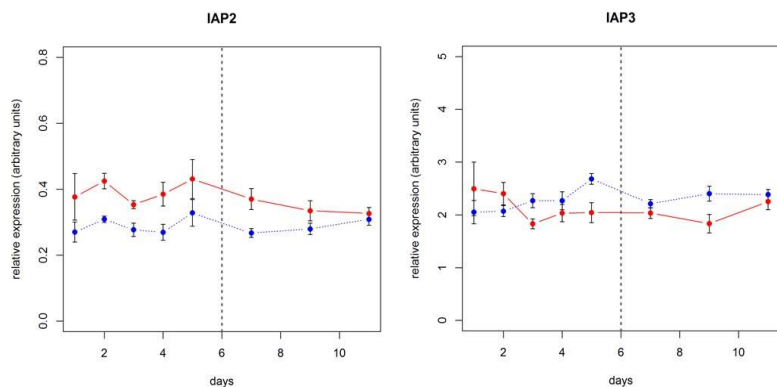 IAP2
relative expression (arbitrary units)
0.8
0.6
0.4
0.2
0.0
2 4 6 8 10
days
IAP3
relative expression (arbitrary units)
5
4
3
2
1
0
2 4 6 8 10
days